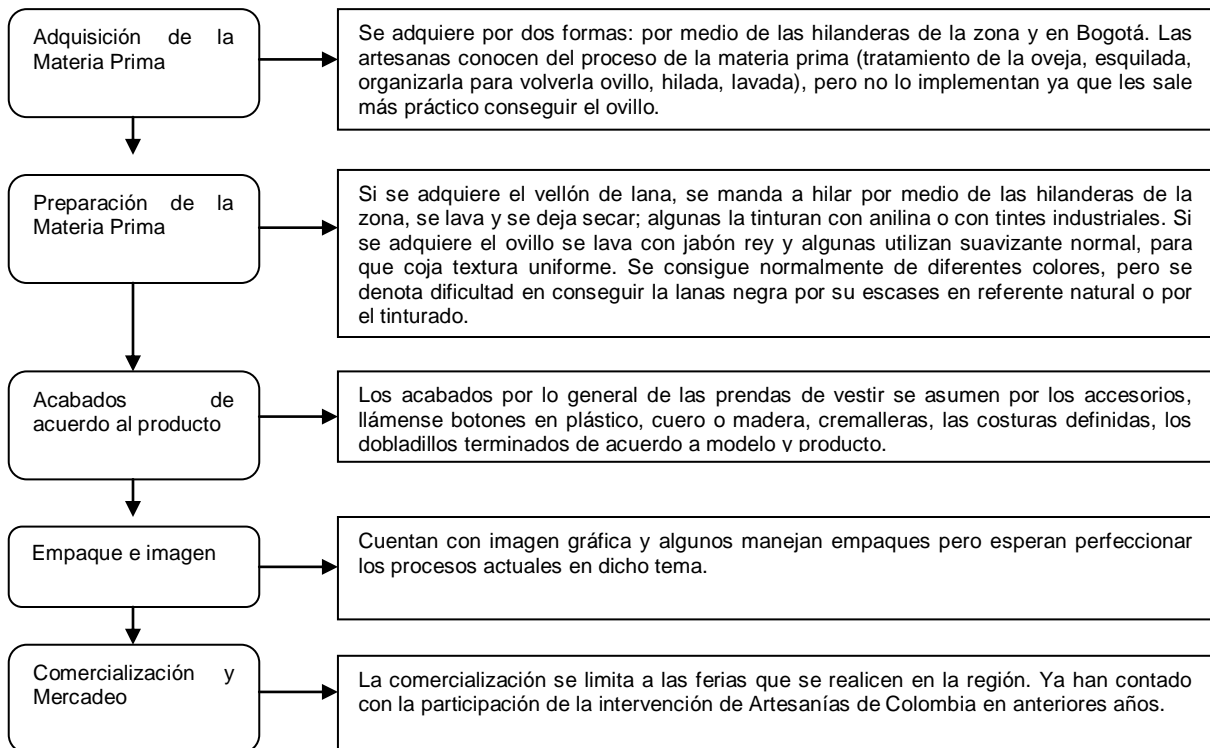 Adquisición de la
Materia Prima
Se adquiere por dos formas: por medio de las hilanderas de la zona y en Bogotá. Las
artesanas conocen del proceso de la materia prima (tratamiento de la oveja, esquilada,
organizarla para volverla ovillo, hilada, lavada), pero no lo implementan ya que les sale
más práctico conseguir el ovillo.
Preparación de la
Materia Prima
Si se adquiere el vellón de lana, se manda a hilar por medio de las hilanderas de la
zona, se lava y se deja secar; algunas la tinturan con anilina o con tintes industriales. Si
se adquiere el ovillo se lava con jabón rey y algunas utilizan suavizante normal, para
que coja textura uniforme. Se consigue normalmente de diferentes colores, pero se
denota dificultad en conseguir la lanas negra por su escases en referente natural o por
el tinturado.
Acabados de
acuerdo al producto
Los acabados por lo general de las prendas de vestir se asumen por los accesorios,
llámense botones en plástico, cuero o madera, cremalleras, las costuras definidas, los
dobladillos terminados de acuerdo a modelo y producto.
Empaque e imagen
Cuentan con imagen gráfica y algunos manejan empaques pero esperan perfeccionar
los procesos actuales en dicho tema.
Comercialización y
Mercadeo
La comercialización se limita a las ferias que se realicen en la región. Ya han contado
con la participación de la intervención de Artesanías de Colombia en anteriores años.